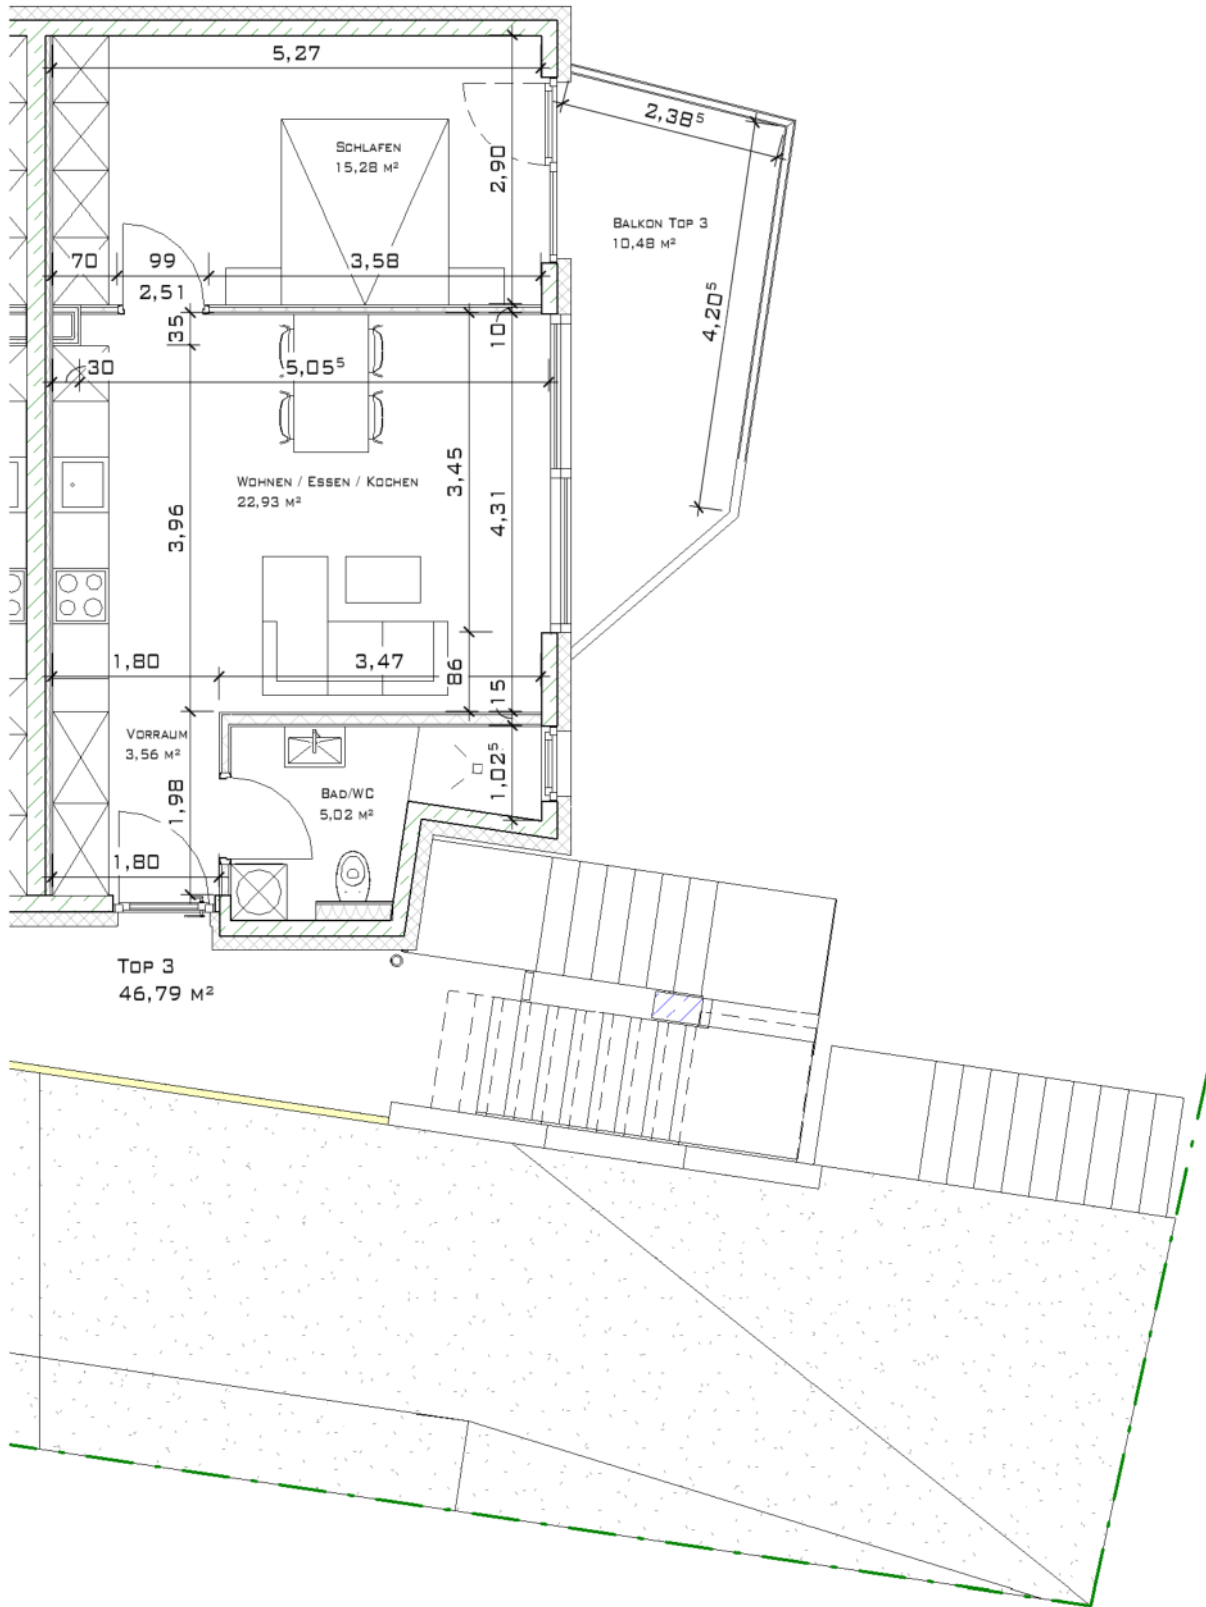 5,27
2,38⁵
SCHLAFEN
15,28 M²
2,90
BALKON TOP 3
10,48 M²
70
99
3,58
2,51
4,20⁵
35
10
30
5,05⁵
WOHNEN / ESSEN / KOCHEN
22,93 M²
3,45
4,31
3,96
1,80
3,47
86
15
VORRAUM
3,56 M²
1,02⁵
BAD/WC
5,02 M²
1,98
1,80
TOP 3
46,79 M²